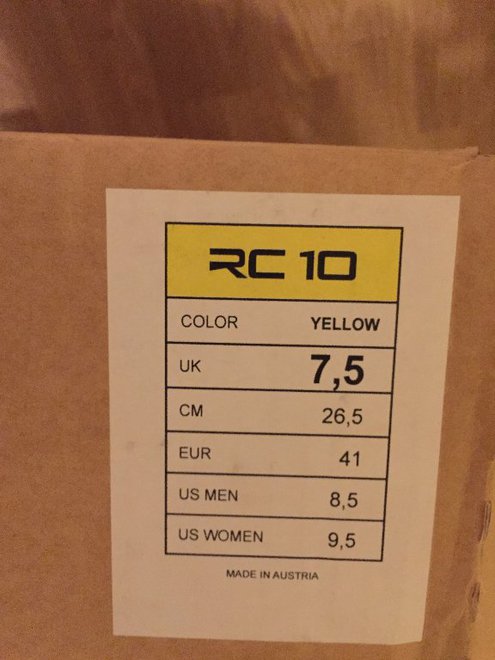 RC 10
COLOR YELLOW
UK 7,5
CM 26,5
EUR 41
US MEN 8,5
US WOMEN 9,5
MADE IN AUSTRIA